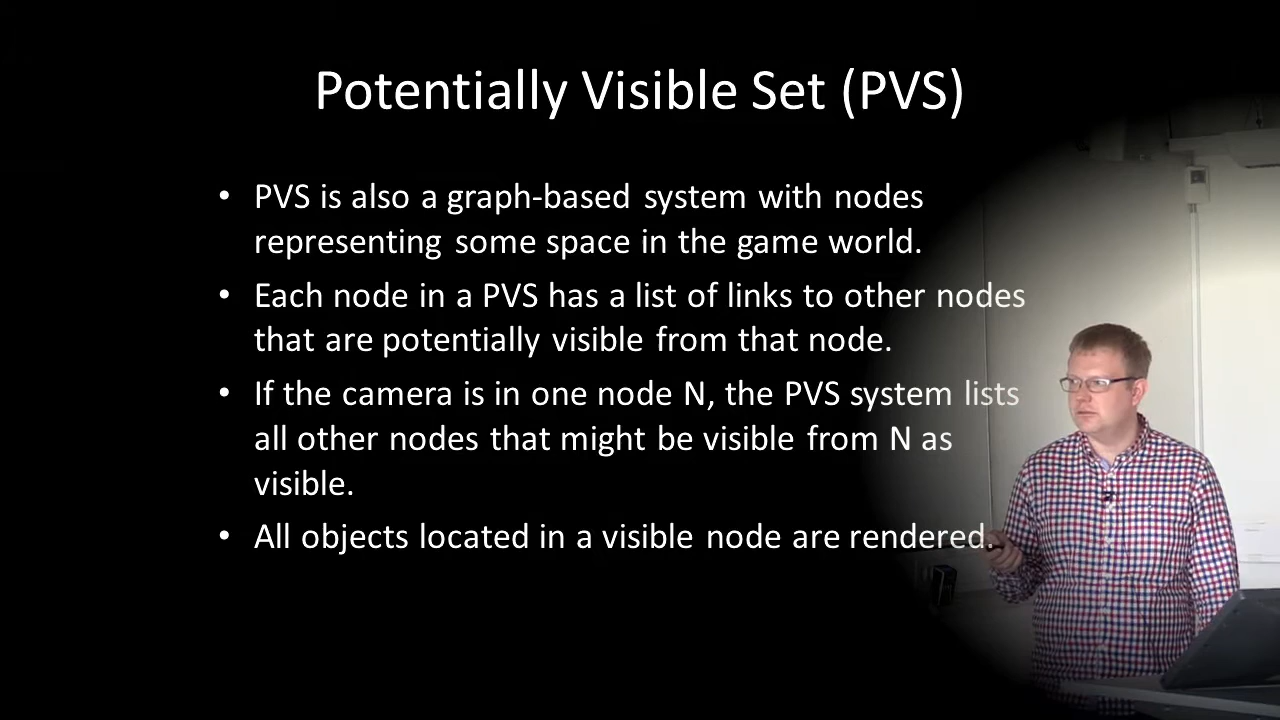 Potentially Visible Set (PVS)
• PVS is also a graph-based system with nodes
representing some space in the game world.
• Each node in a PVS has a list of links to other nodes
that are potentially visible from that node.
• If the camera is in one node N, the PVS system lists
all other nodes that might be visible from N as
visible.
• All objects located in a visible node are rendered.